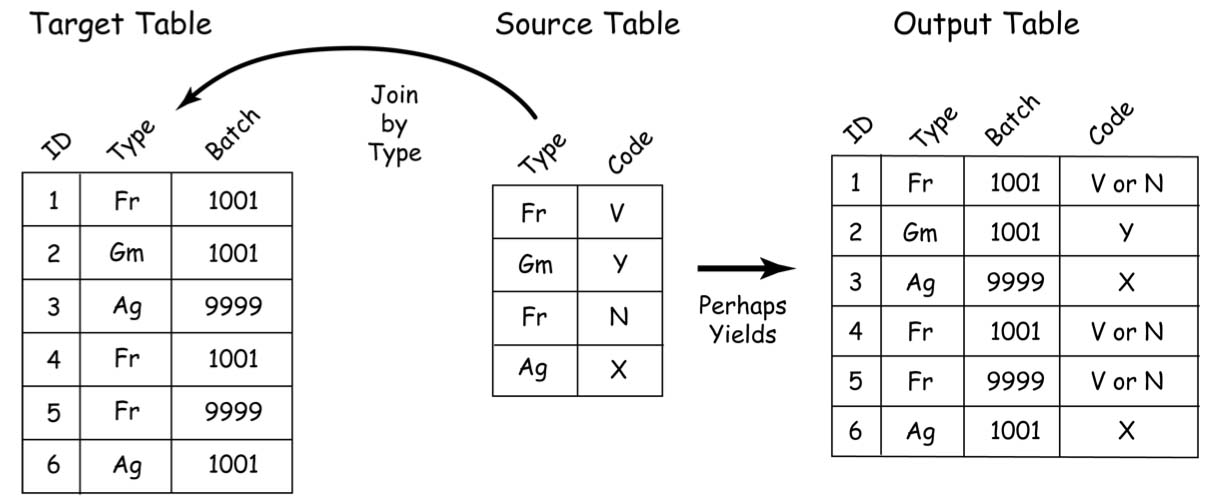 Target Table
Source Table
Output Table
Join
by
Type
ID Type Batch
1 Fr 1001
2 Gm 1001
3 Ag 9999
4 Fr 1001
5 Fr 9999
6 Ag 1001
Type Code
Fr V
Gm Y
Fr N
Ag X
Perhaps
Yields
ID Type Batch Code
1 Fr 1001 V or N
2 Gm 1001 Y
3 Ag 9999 X
4 Fr 1001 V or N
5 Fr 9999 V or N
6 Ag 1001 X